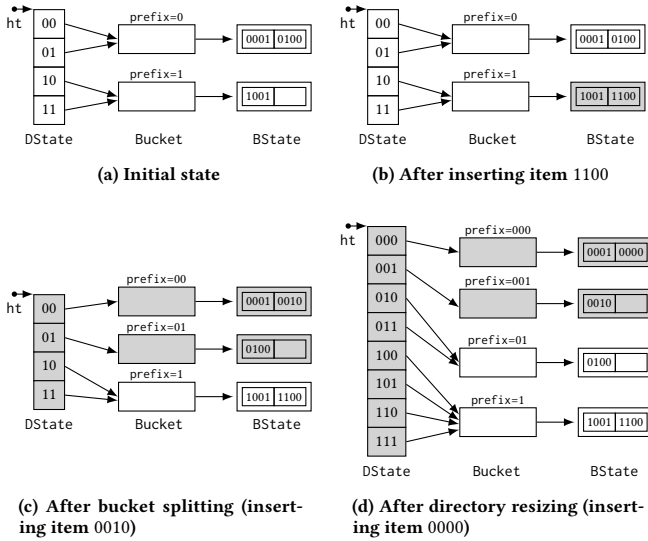 ht
00
01
10
11
prefix=0
0001 0100
prefix=1
1001
DState Bucket BState
(a) Initial state
ht
00
01
10
11
prefix=0
0001 0100
prefix=1
1001 1100
DState Bucket BState
(b) After inserting item 1100
ht
00
01
10
11
prefix=00
0001 0010
prefix=01
0100
prefix=1
1001 1100
DState Bucket BState
(c) After bucket splitting (insert-
ing item 0010)
ht
000
001
010
011
100
101
110
111
prefix=000
0001 0000
prefix=001
0010
prefix=01
0100
prefix=1
1001 1100
DState Bucket BState
(d) After directory resizing (insert-
ing item 0000)